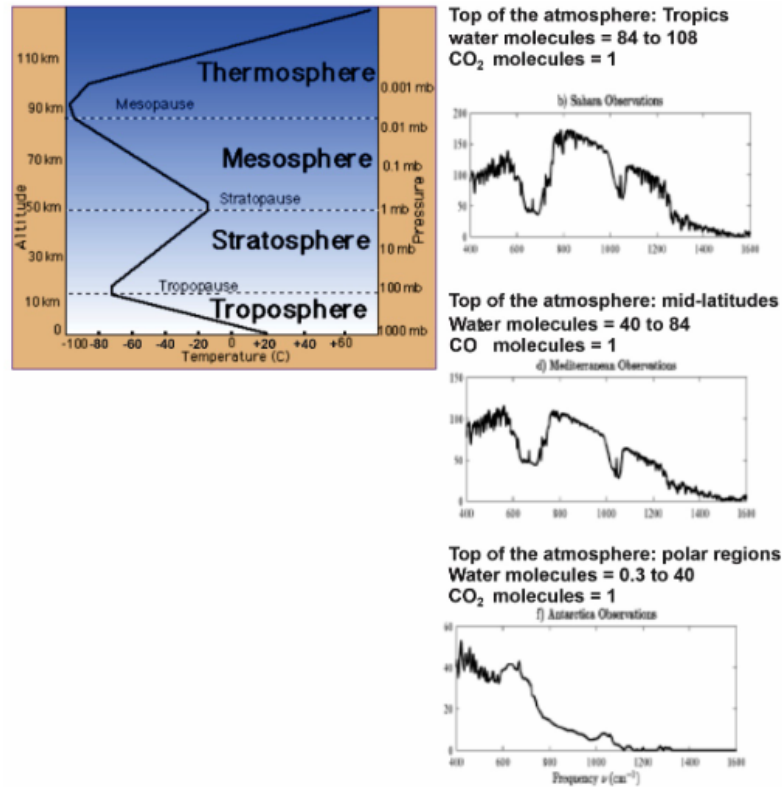 110 km
90 km
70 km
50 km
30 km
10 km
0
Altitude
Thermosphere
Mesopause
Mesosphere
Stratopause
Stratosphere
Tropopause
Troposphere
0.001 mb
0.01 mb
0.1 mb
1 mb
10 mb
100 mb
1000 mb
Pressure
-100 -80 -60 -40 -20 0 +20 +40 +60
Temperature (C)
Top of the atmosphere: Tropics
water molecules = 84 to 108
CO₂ molecules = 1
b) Sahara Observations
200
150
100
50
0
400 600 800 1000 1200 1400 1600
Top of the atmosphere: mid-latitudes
Water molecules = 40 to 84
CO molecules = 1
d) Mediterranean Observations
150
100
50
0
400 600 800 1000 1200 1400 1600
Top of the atmosphere: polar regions
Water molecules = 0.3 to 40
CO₂ molecules = 1
f) Antarctica Observations
60
40
20
0
400 600 800 1000 1200 1400 1600
Frequency ν (cm⁻¹)